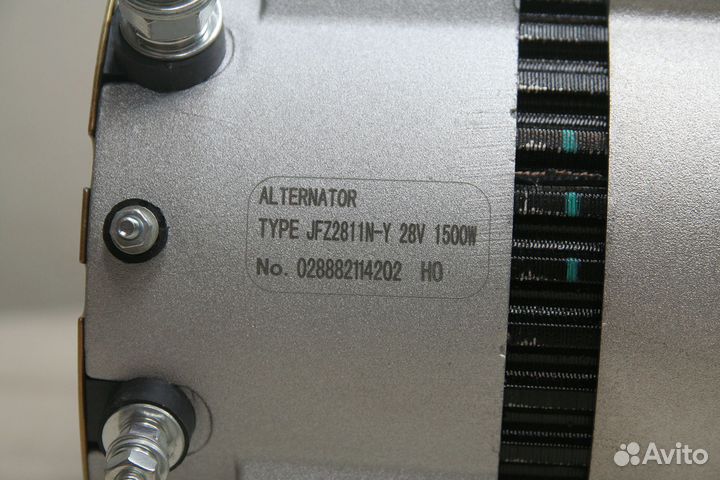 ALTERNATOR
TYPE JFZ2811N-Y 28V 1500W
No. 028882114202 HO
Avito